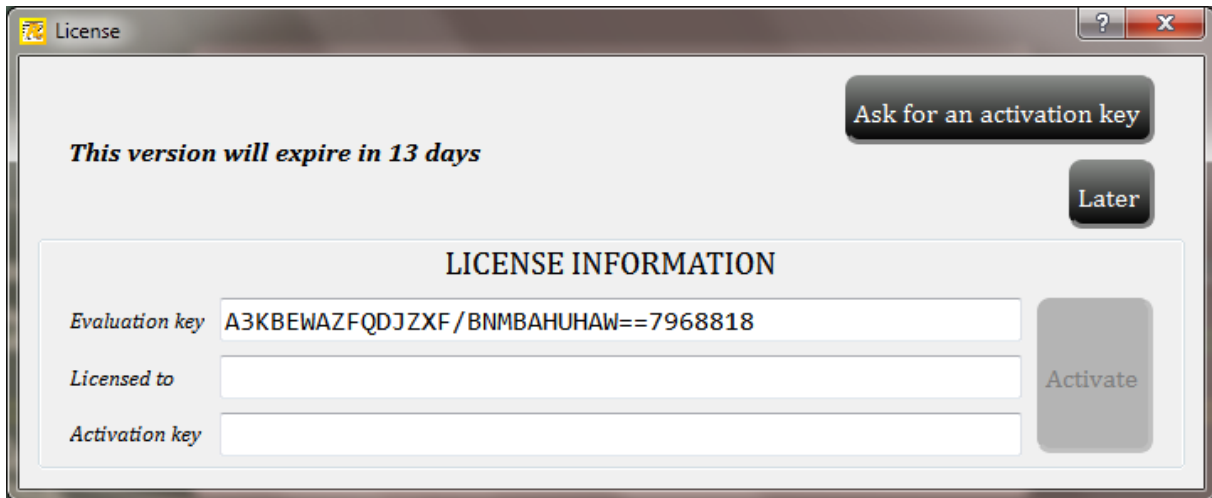 License
Ask for an activation key
This version will expire in 13 days
Later
LICENSE INFORMATION
Evaluation key A3KBEWAZFQDJZXF/BNMBAHUHAW==7968818
Licensed to
Activate
Activation key